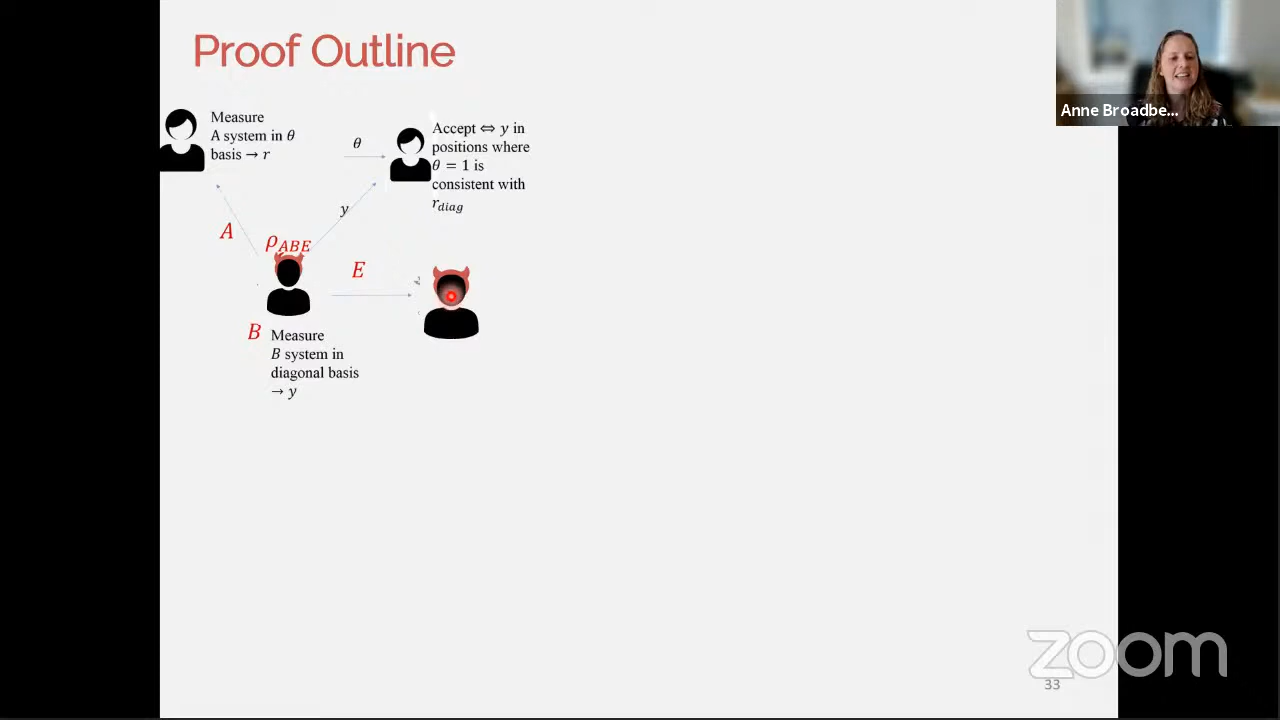 Proof Outline
Anne Broadbe...
Measure
A system in θ
basis → r
θ
Accept ⇔ y in
positions where
θ = 1 is
consistent with
r_diag
y
A
ρ_ABE
E
B
Measure
B system in
diagonal basis
→ y
zoom
33